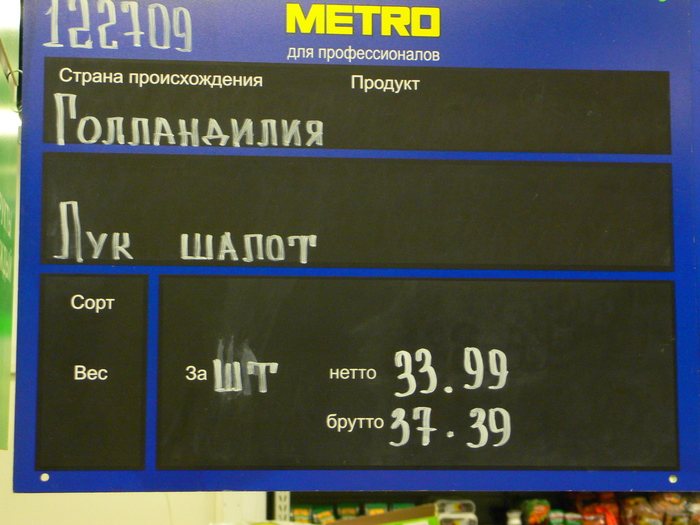 122709
METRO
для профессионалов
Страна происхождения Продукт
Голландилия
Лук шалот
Сорт
Вес За шт нетто 33.99
брутто 37.39